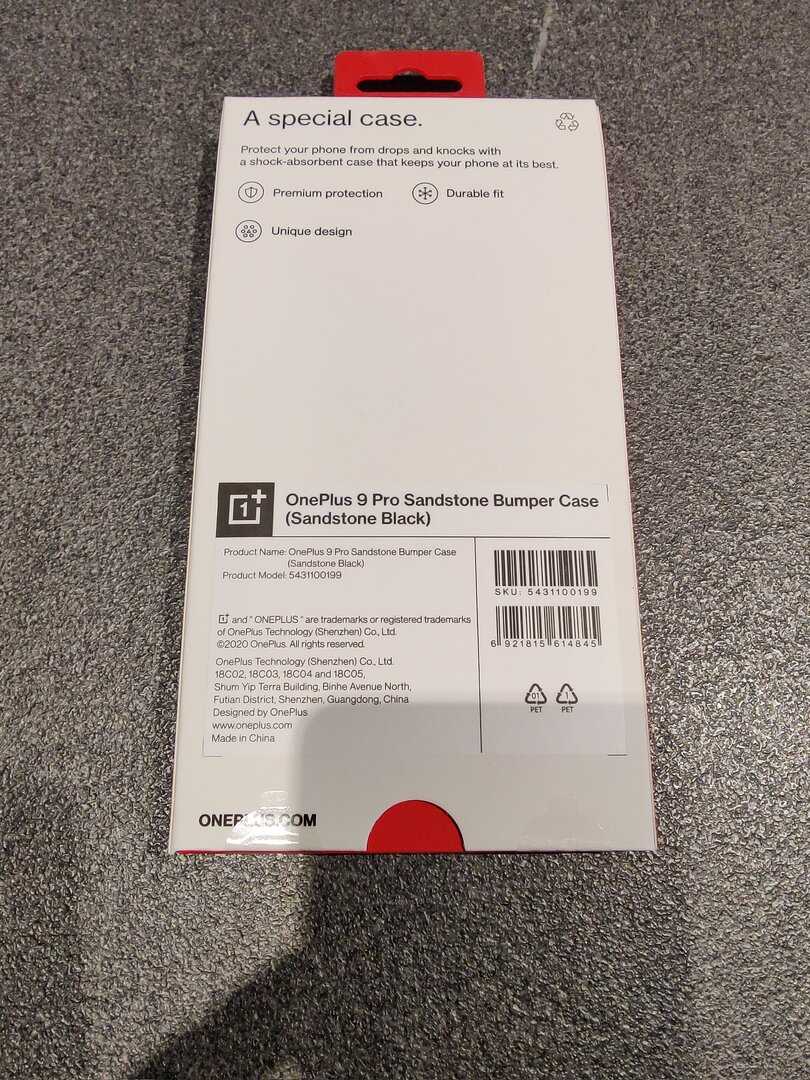 A special case.
Protect your phone from drops and knocks with
a shock-absorbent case that keeps your phone at its best.
Premium protection
Durable fit
Unique design
OnePlus 9 Pro Sandstone Bumper Case
(Sandstone Black)
Product Name: OnePlus 9 Pro Sandstone Bumper Case
(Sandstone Black)
Product Model: 5431100199
SKU: 5431100199
6 921815 614845
1+ and " ONEPLUS " are trademarks or registered trademarks
of OnePlus Technology (Shenzhen) Co., Ltd.
©2020 OnePlus. All rights reserved.
OnePlus Technology (Shenzhen) Co., Ltd.
18C02, 18C03, 18C04 and 18C05,
Shum Yip Terra Building, Binhe Avenue North,
Futian District, Shenzhen, Guangdong, China
Designed by OnePlus
www.oneplus.com
Made in China
01
PET
1
PET
ONEPLUS.COM